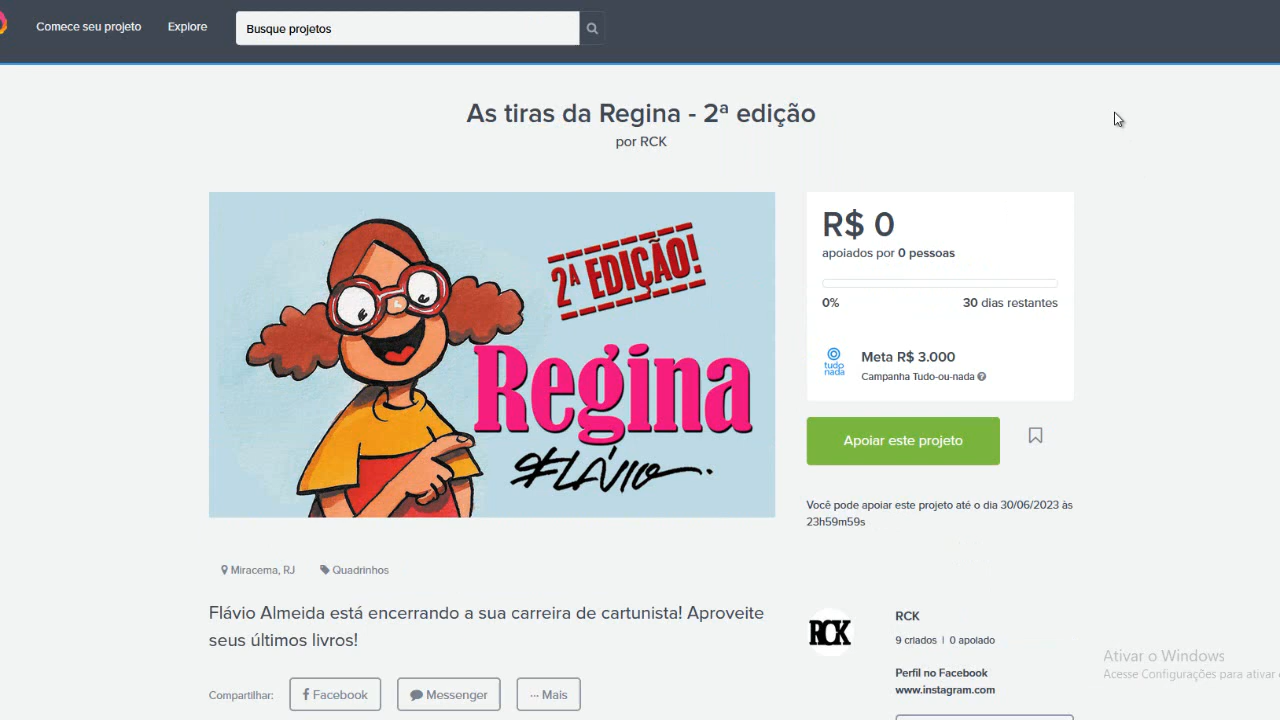 Comece seu projeto
Explore
Busque projetos
As tiras da Regina - 2ª edição
por RCK
2ª EDIÇÃO!
Regina
FLÁVIO
R$ 0
apoiados por 0 pessoas
0%
30 dias restantes
tudo
nada
Meta R$ 3.000
Campanha Tudo-ou-nada
Apoiar este projeto
Você pode apoiar este projeto até o dia 30/06/2023 às
23h59m59s
Miracema, RJ
Quadrinhos
Flávio Almeida está encerrando a sua carreira de cartunista! Aproveite
seus últimos livros!
Compartilhar:
Facebook
Messenger
··· Mais
RCK
RCK
9 criados | 0 apoiado
Perfil no Facebook
www.instagram.com
Ativar o Windows
Acesse Configurações para ativar